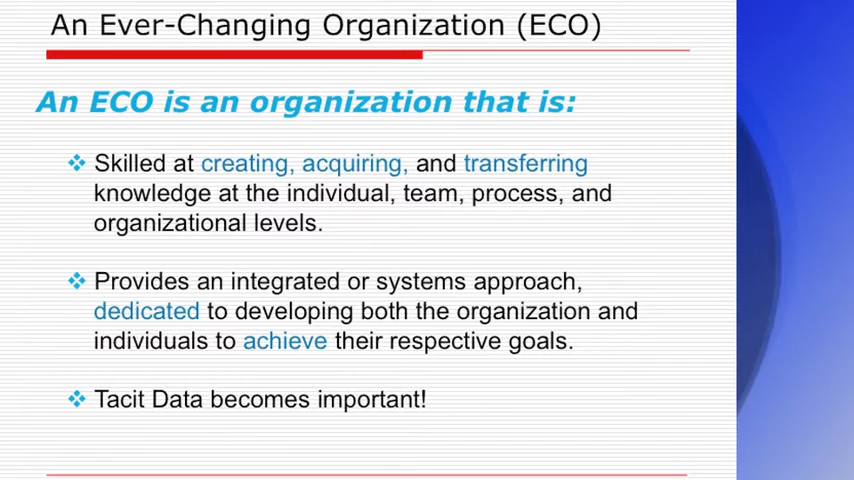 An Ever-Changing Organization (ECO)
An ECO is an organization that is:
Skilled at creating, acquiring, and transferring
knowledge at the individual, team, process, and
organizational levels.
Provides an integrated or systems approach,
dedicated to developing both the organization and
individuals to achieve their respective goals.
Tacit Data becomes important!